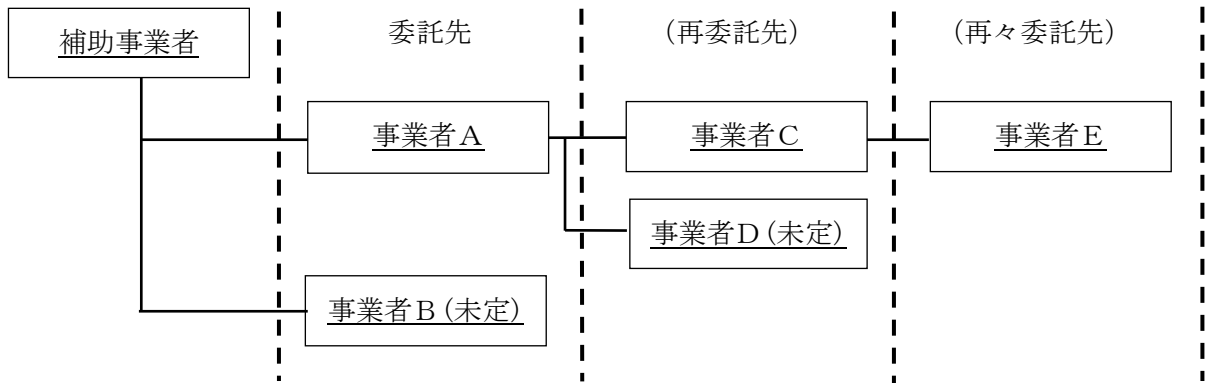 補助事業者
委託先
（再委託先）
（再々委託先）
事業者Ａ
事業者Ｃ
事業者Ｅ
事業者Ｄ（未定）
事業者Ｂ（未定）